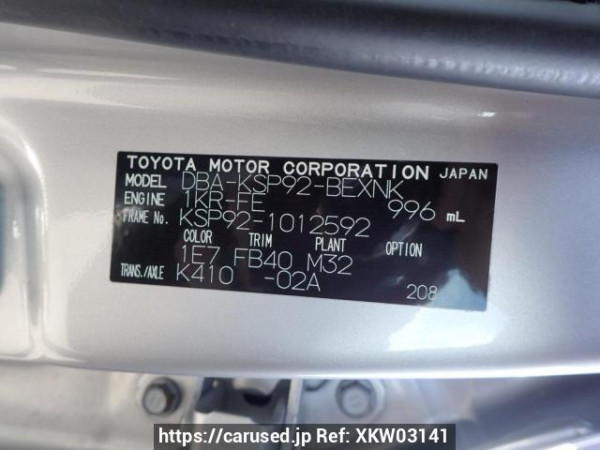 TOYOTA MOTOR CORPORATION JAPAN
MODEL DBA-KSP92-BEXNK
ENGINE 1KR-FE 996 mL
FRAME No. KSP92-1012592
COLOR TRIM PLANT OPTION
1E7 FB40 M32
TRANS./AXLE K410 -02A
208
https://carused.jp Ref: XKW03141